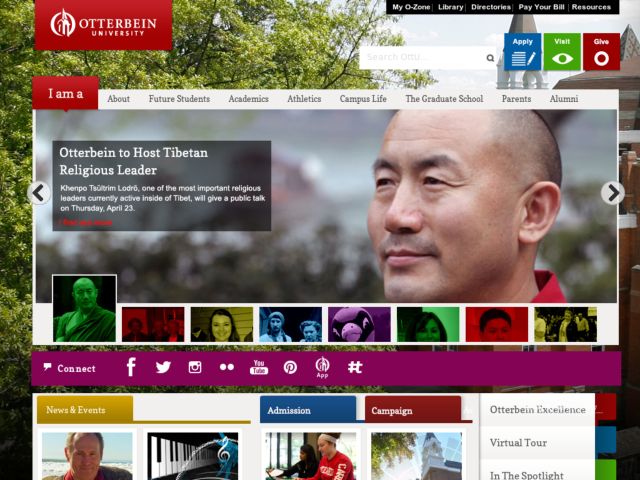 My O-Zone
Library
Directories
Pay Your Bill
Resources
OTTERBEIN
UNIVERSITY
Apply
Visit
Give
Search Ottu...
I am a
About
Future Students
Academics
Athletics
Campus Life
The Graduate School
Parents
Alumni
Otterbein to Host Tibetan
Religious Leader
Khenpo Tsültrim Lodrö, one of the most important religious
leaders currently active inside of Tibet, will give a public talk
on Thursday, April 23.
Connect
You
Tube
App
News & Events
Admission
Campaign
Otterbein Excellence
Virtual Tour
In The Spotlight